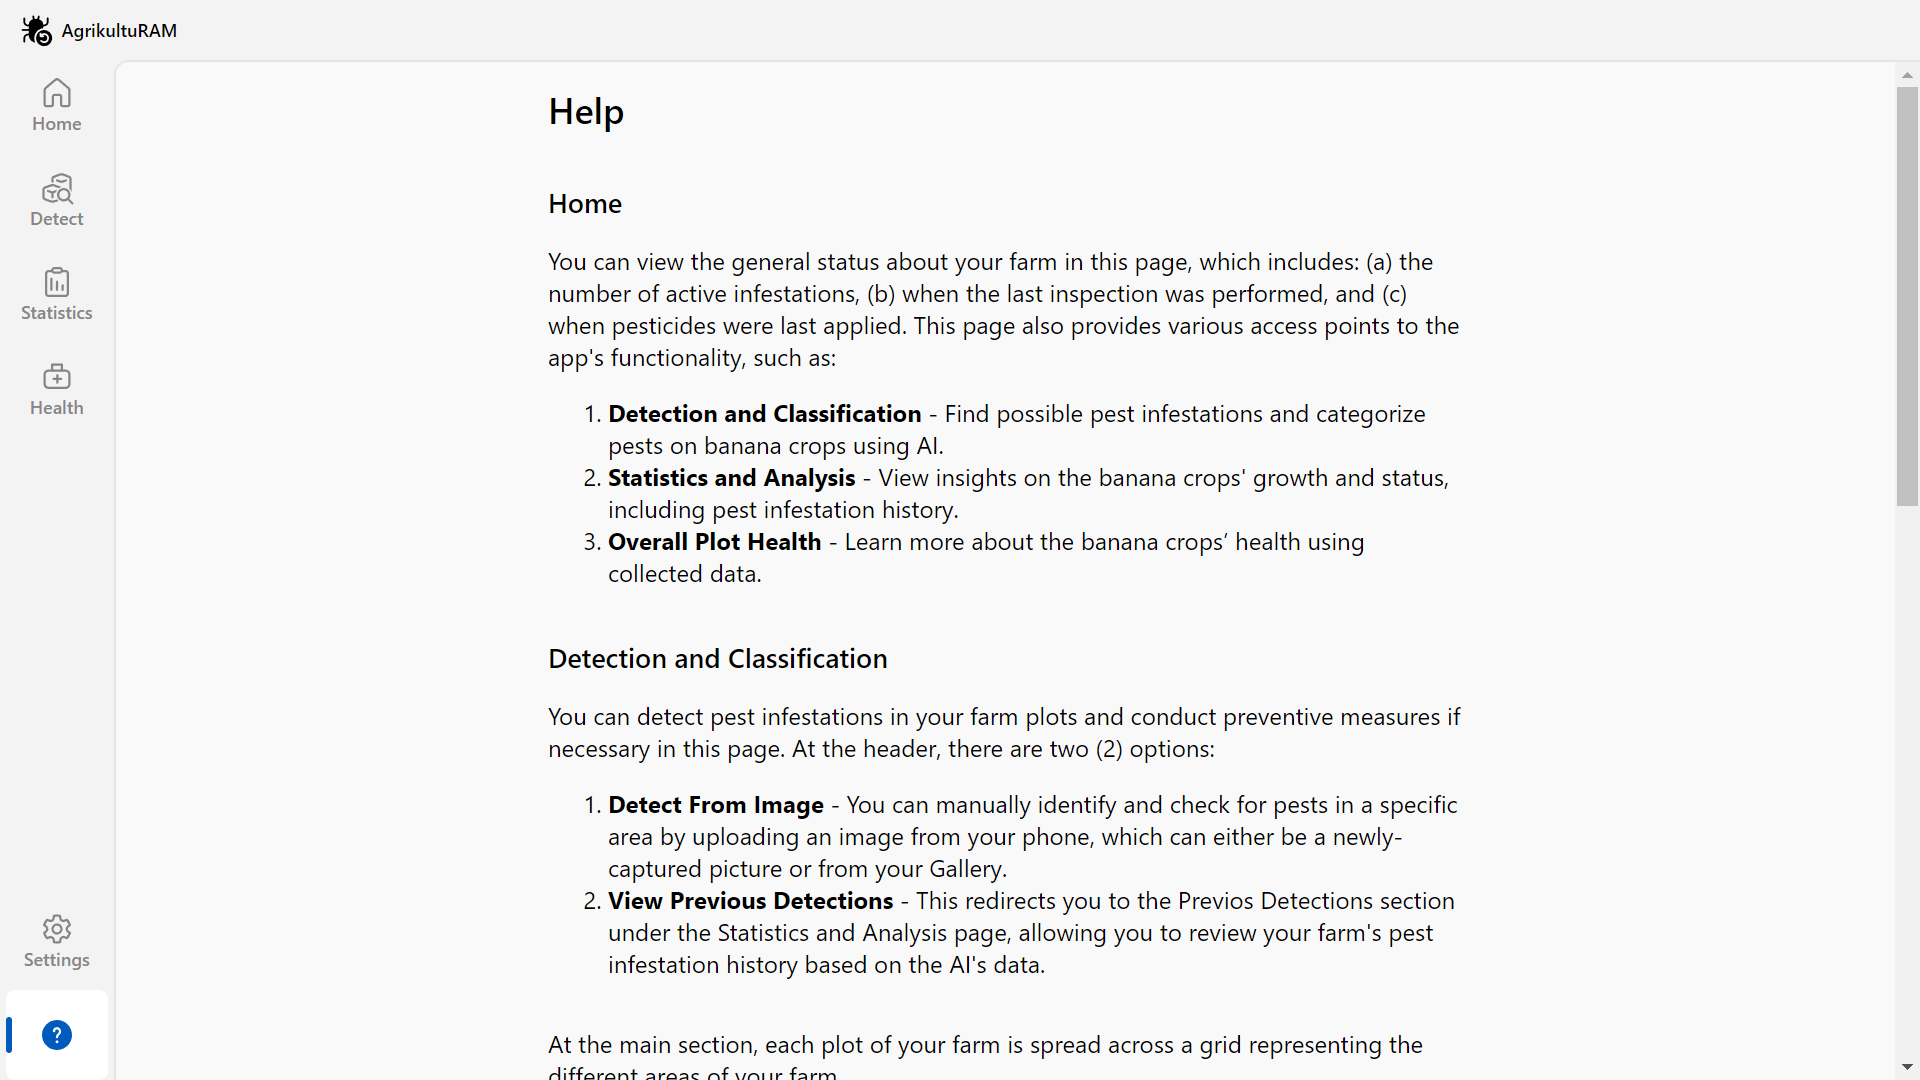 AgrikultuRAM
Home
Detect
Statistics
Health
Settings
?
Help
Home
You can view the general status about your farm in this page, which includes: (a) the
number of active infestations, (b) when the last inspection was performed, and (c)
when pesticides were last applied. This page also provides various access points to the
app's functionality, such as:
1. Detection and Classification - Find possible pest infestations and categorize
pests on banana crops using AI.
2. Statistics and Analysis - View insights on the banana crops' growth and status,
including pest infestation history.
3. Overall Plot Health - Learn more about the banana crops’ health using
collected data.
Detection and Classification
You can detect pest infestations in your farm plots and conduct preventive measures if
necessary in this page. At the header, there are two (2) options:
1. Detect From Image - You can manually identify and check for pests in a specific
area by uploading an image from your phone, which can either be a newly-
captured picture or from your Gallery.
2. View Previous Detections - This redirects you to the Previos Detections section
under the Statistics and Analysis page, allowing you to review your farm's pest
infestation history based on the AI's data.
At the main section, each plot of your farm is spread across a grid representing the
different areas of your farm.